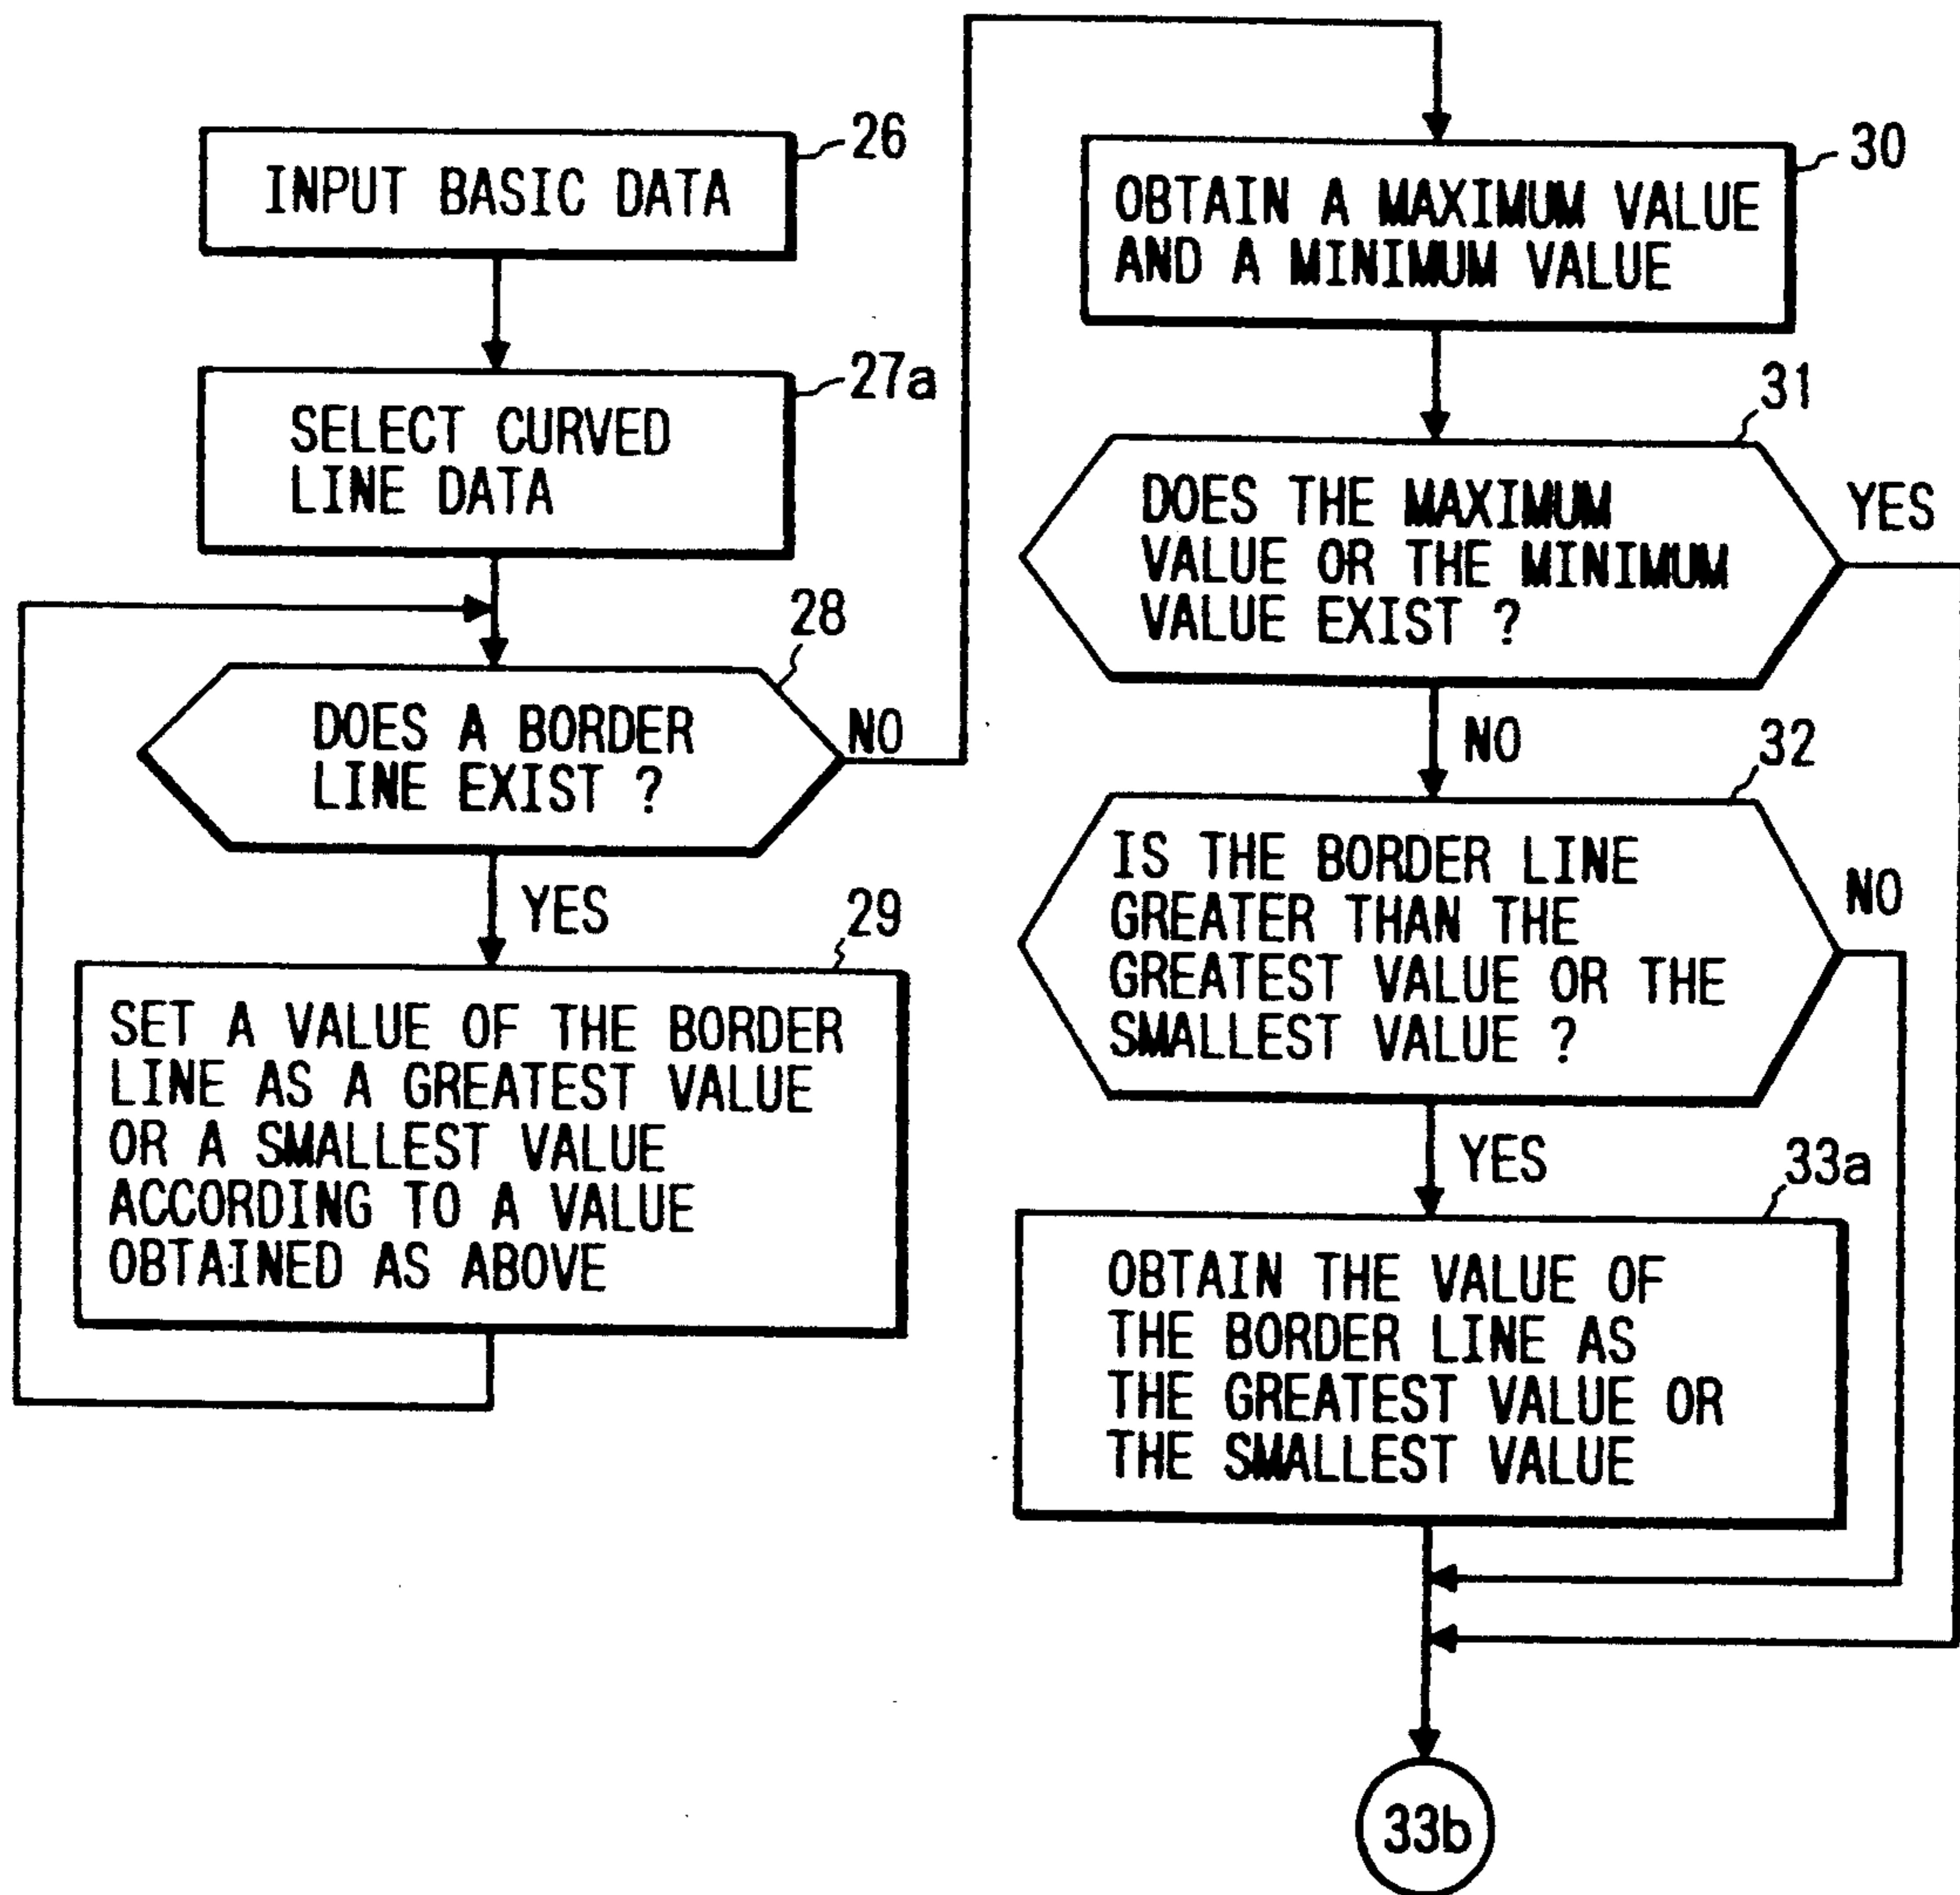 26
INPUT BASIC DATA
27a
SELECT CURVED
LINE DATA
28
DOES A BORDER
LINE EXIST ?
NO
YES
29
SET A VALUE OF THE BORDER
LINE AS A GREATEST VALUE
OR A SMALLEST VALUE
ACCORDING TO A VALUE
OBTAINED AS ABOVE
30
OBTAIN A MAXIMUM VALUE
AND A MINIMUM VALUE
31
DOES THE MAXIMUM
VALUE OR THE MINIMUM
VALUE EXIST ?
YES
NO
32
IS THE BORDER LINE
GREATER THAN THE
GREATEST VALUE OR THE
SMALLEST VALUE ?
NO
YES
33a
OBTAIN THE VALUE OF
THE BORDER LINE AS
THE GREATEST VALUE OR
THE SMALLEST VALUE
33b